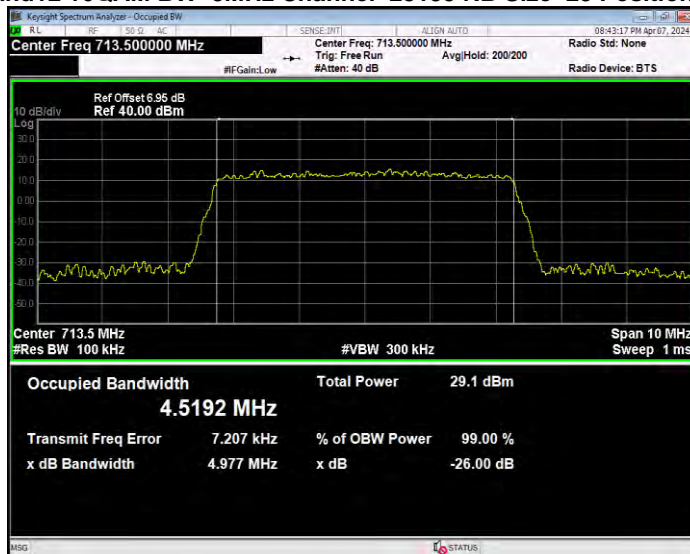 Keysight Spectrum Analyzer - Occupied BW
RL RF 50 Ω AC SENSE:INT ALIGN AUTO 08:43:17 PM Apr 07, 2024
Center Freq 713.500000 MHz Center Freq: 713.500000 MHz Radio Std: None
Trig: Free Run Avg|Hold: 200/200
#IFGain:Low #Atten: 40 dB Radio Device: BTS
Ref Offset 6.95 dB
10 dB/div Ref 40.00 dBm
Log
30.0
20.0
10.0
0.00
-10.0
-20.0
-30.0
-40.0
-50.0
Center 713.5 MHz Span 10 MHz
#Res BW 100 kHz #VBW 300 kHz Sweep 1 ms
Occupied Bandwidth Total Power 29.1 dBm
4.5192 MHz
Transmit Freq Error 7.207 kHz % of OBW Power 99.00 %
x dB Bandwidth 4.977 MHz x dB -26.00 dB
MSG STATUS